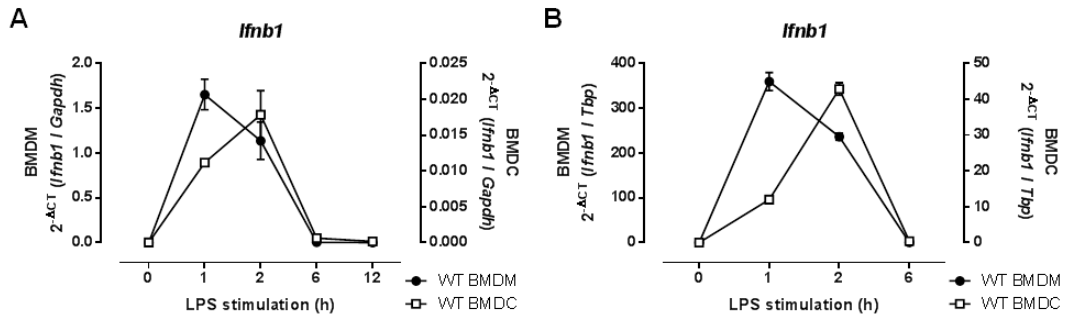 A
Ifnb1
BMDM
2-ΔCT (Ifnb1 / Gapdh)
2.0
1.5
1.0
0.5
0.0
0.025
0.020
0.015
0.010
0.005
0.000
BMDC
2-ΔCT (Ifnb1 / Gapdh)
0 1 2 6 12
LPS stimulation (h)
WT BMDM
WT BMDC
B
Ifnb1
BMDM
2-ΔCT (Ifnb1 / Tbp)
400
300
200
100
0
50
40
30
20
10
0
BMDC
2-ΔCT (Ifnb1 / Tbp)
0 1 2 6
LPS stimulation (h)
WT BMDM
WT BMDC